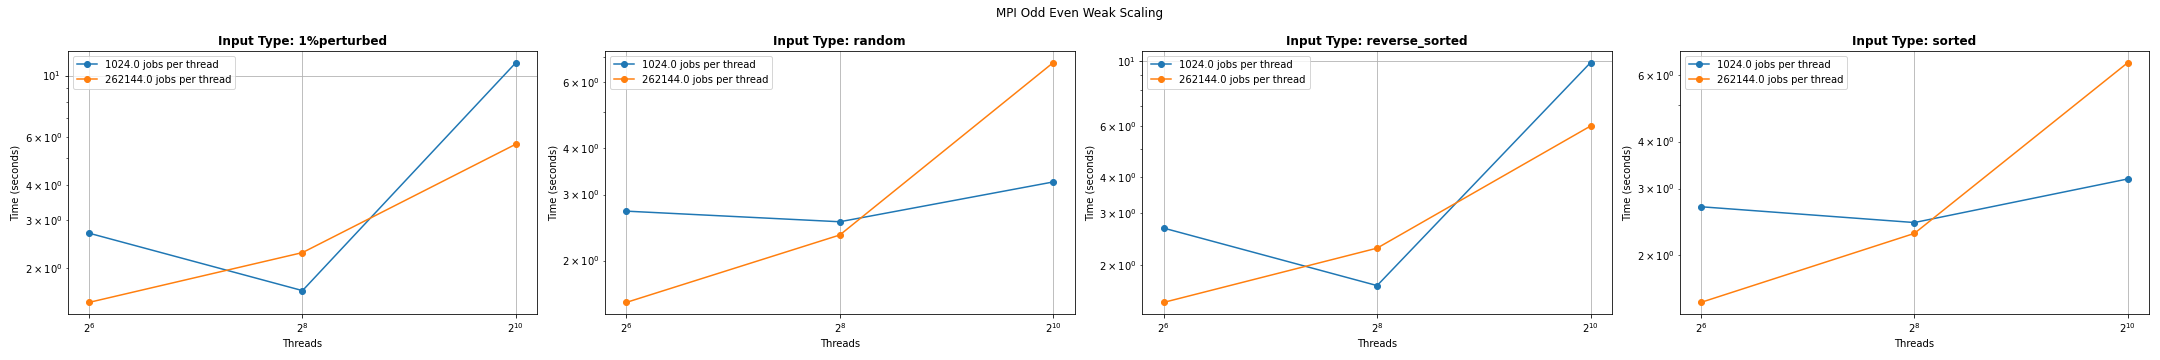 MPI Odd Even Weak Scaling
Input Type: 1%perturbed
1024.0 jobs per thread
262144.0 jobs per thread
Time (seconds)
10¹
6 × 10⁰
4 × 10⁰
3 × 10⁰
2 × 10⁰
2⁶
2⁸
2¹⁰
Threads
Input Type: random
1024.0 jobs per thread
262144.0 jobs per thread
Time (seconds)
6 × 10⁰
4 × 10⁰
3 × 10⁰
2 × 10⁰
2⁶
2⁸
2¹⁰
Threads
Input Type: reverse_sorted
1024.0 jobs per thread
262144.0 jobs per thread
Time (seconds)
10¹
6 × 10⁰
4 × 10⁰
3 × 10⁰
2 × 10⁰
2⁶
2⁸
2¹⁰
Threads
Input Type: sorted
1024.0 jobs per thread
262144.0 jobs per thread
Time (seconds)
6 × 10⁰
4 × 10⁰
3 × 10⁰
2 × 10⁰
2⁶
2⁸
2¹⁰
Threads